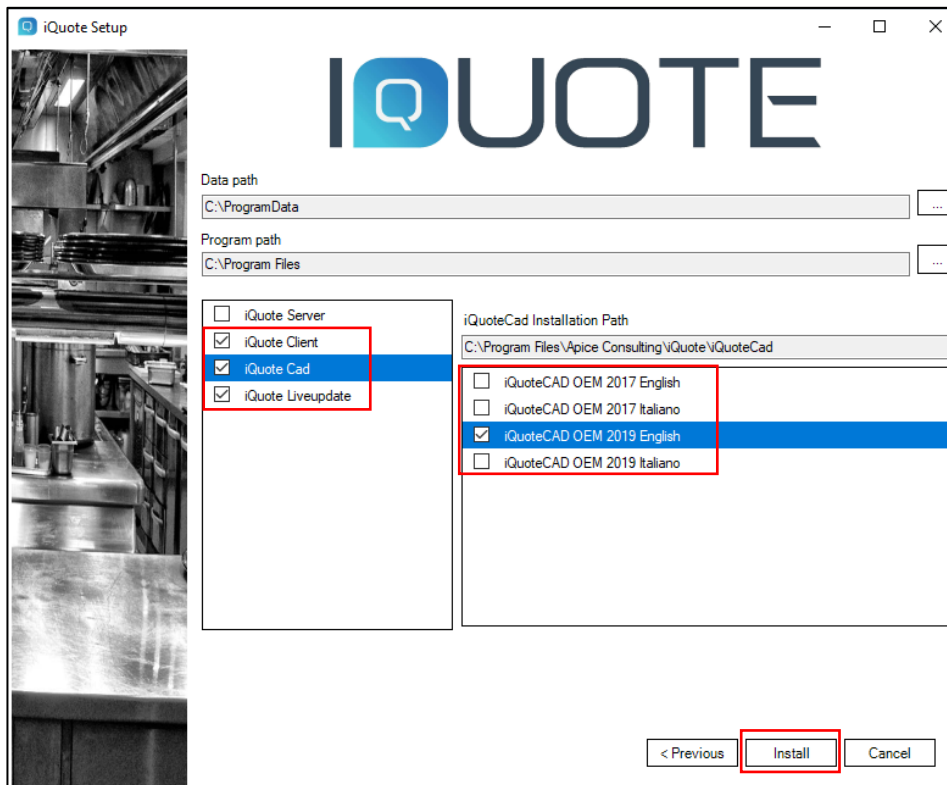 iQuote Setup
IQUOTE
Data path
C:\ProgramData
...
Program path
C:\Program Files
...
iQuote Server
iQuote Client
iQuote Cad
iQuote Liveupdate
iQuoteCad Installation Path
C:\Program Files\Apice Consulting\iQuote\iQuoteCad
iQuoteCAD OEM 2017 English
iQuoteCAD OEM 2017 Italiano
iQuoteCAD OEM 2019 English
iQuoteCAD OEM 2019 Italiano
< Previous
Install
Cancel